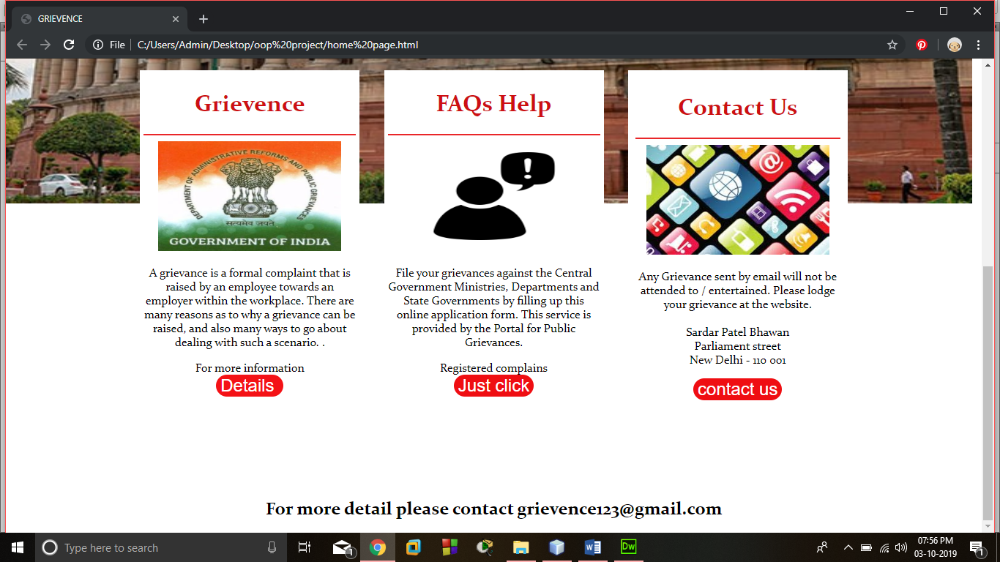 GRIEVENCE
File
C:/Users/Admin/Desktop/oop%20project/home%20page.html
Grievence
DEPARTMENT OF ADMINISTRATIVE REFORMS AND PUBLIC GRIEVANCES
सत्यमेव जयते
GOVERNMENT OF INDIA
A grievance is a formal complaint that is
raised by an employee towards an
employer within the workplace. There are
many reasons as to why a grievance can be
raised, and also many ways to go about
dealing with such a scenario. .
For more information
Details
FAQs Help
!
File your grievances against the Central
Government Ministries, Departments and
State Governments by filling up this
online application form. This service is
provided by the Portal for Public
Grievances.
Registered complains
Just click
Contact Us
@
Any Grievance sent by email will not be
attended to / entertained. Please lodge
your grievance at the website.
Sardar Patel Bhawan
Parliament street
New Delhi - 110 001
contact us
For more detail please contact grievence123@gmail.com
Type here to search
1
W
Dw
07:56 PM
03-10-2019
1